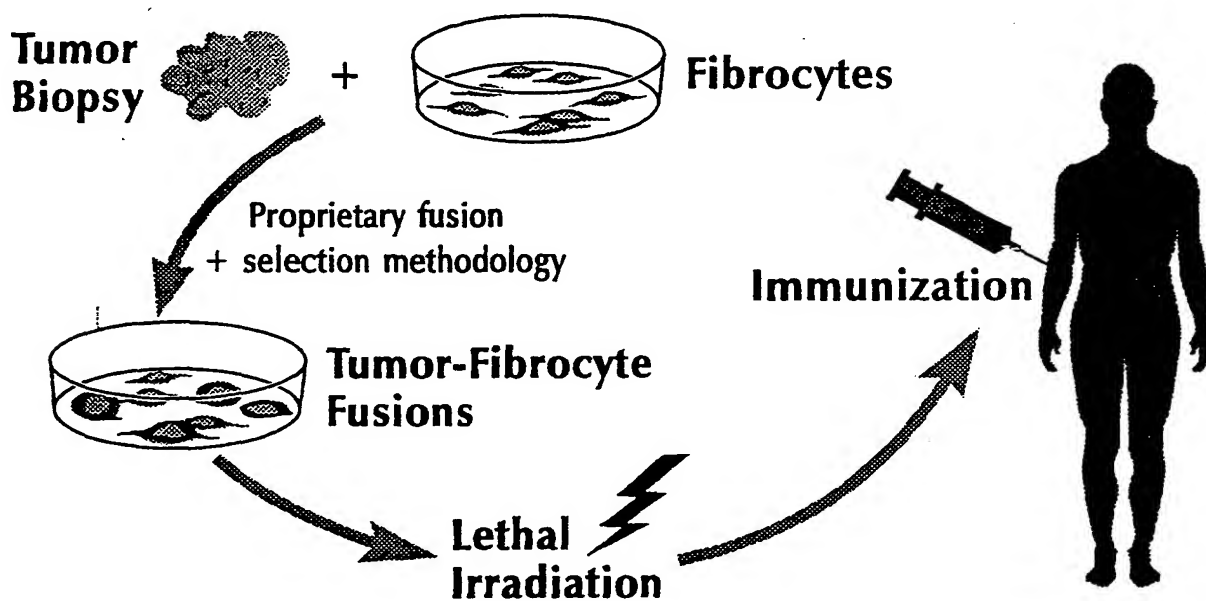 Tumor
Biopsy
+
Fibrocytes
Proprietary fusion
+ selection methodology
Immunization
Tumor-Fibrocyte
Fusions
Lethal
Irradiation